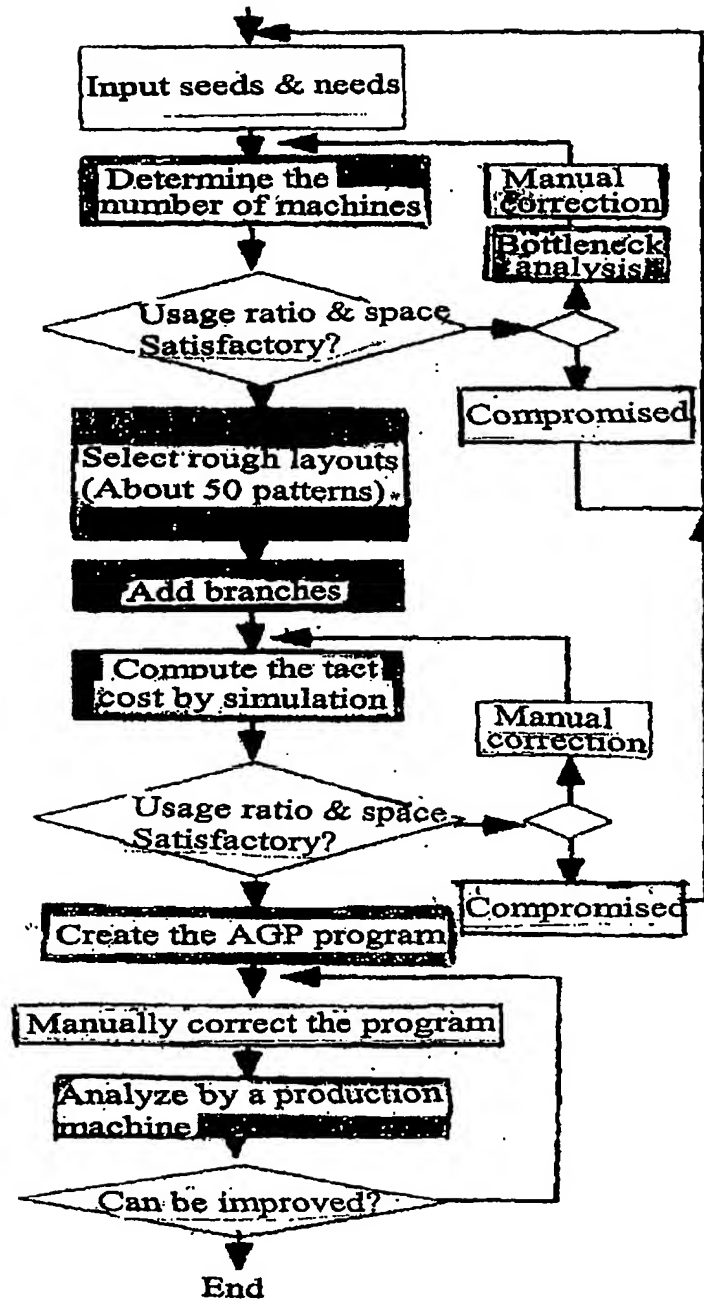 Input seeds & needs
Determine the
number of machines
Manual
correction
Bottleneck
analysis
Usage ratio & space
Satisfactory?
Compromised
Select rough layouts
(About 50 patterns)*
Add branches
Compute the tact
cost by simulation
Manual
correction
Usage ratio & space
Satisfactory?
Compromised
Create the AGP program
Manually correct the program
Analyze by a production
machine
Can be improved?
End